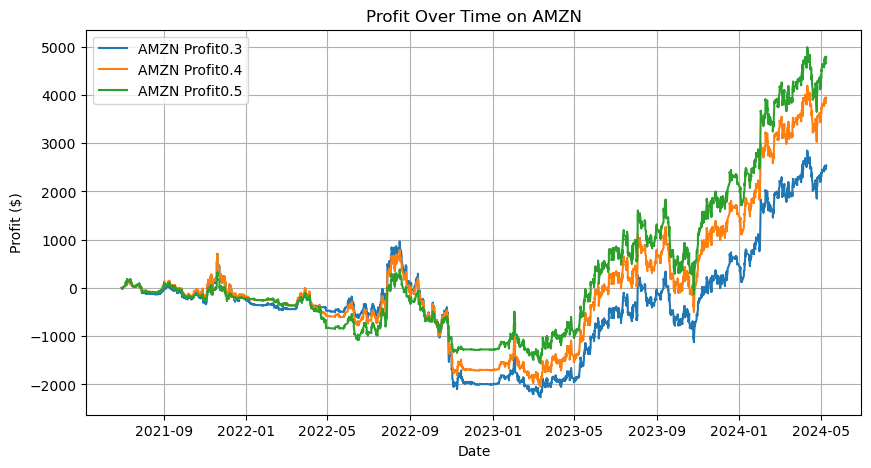 Profit Over Time on AMZN
AMZN Profit0.3
AMZN Profit0.4
AMZN Profit0.5
Profit ($)
5000
4000
3000
2000
1000
0
−1000
−2000
2021-09
2022-01
2022-05
2022-09
2023-01
2023-05
2023-09
2024-01
2024-05
Date